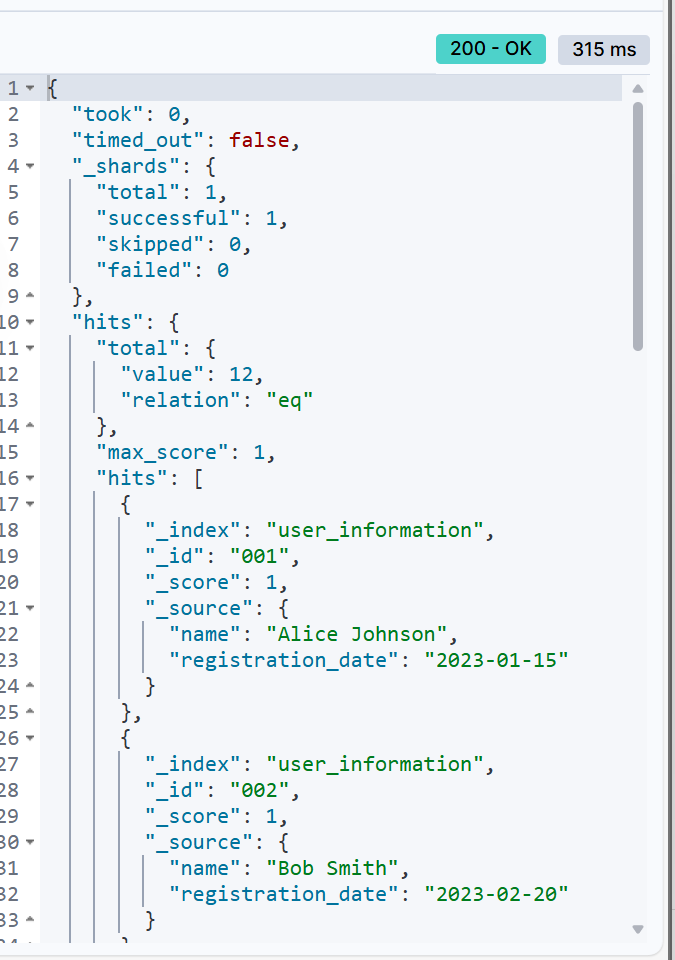 200 - OK 315 ms
1 {
2 "took": 0,
3 "timed_out": false,
4 "_shards": {
5 "total": 1,
6 "successful": 1,
7 "skipped": 0,
8 "failed": 0
9 },
10 "hits": {
11 "total": {
12 "value": 12,
13 "relation": "eq"
14 },
15 "max_score": 1,
16 "hits": [
17 {
18 "_index": "user_information",
19 "_id": "001",
20 "_score": 1,
21 "_source": {
22 "name": "Alice Johnson",
23 "registration_date": "2023-01-15"
24 }
25 },
26 {
27 "_index": "user_information",
28 "_id": "002",
29 "_score": 1,
30 "_source": {
31 "name": "Bob Smith",
32 "registration_date": "2023-02-20"
33 }